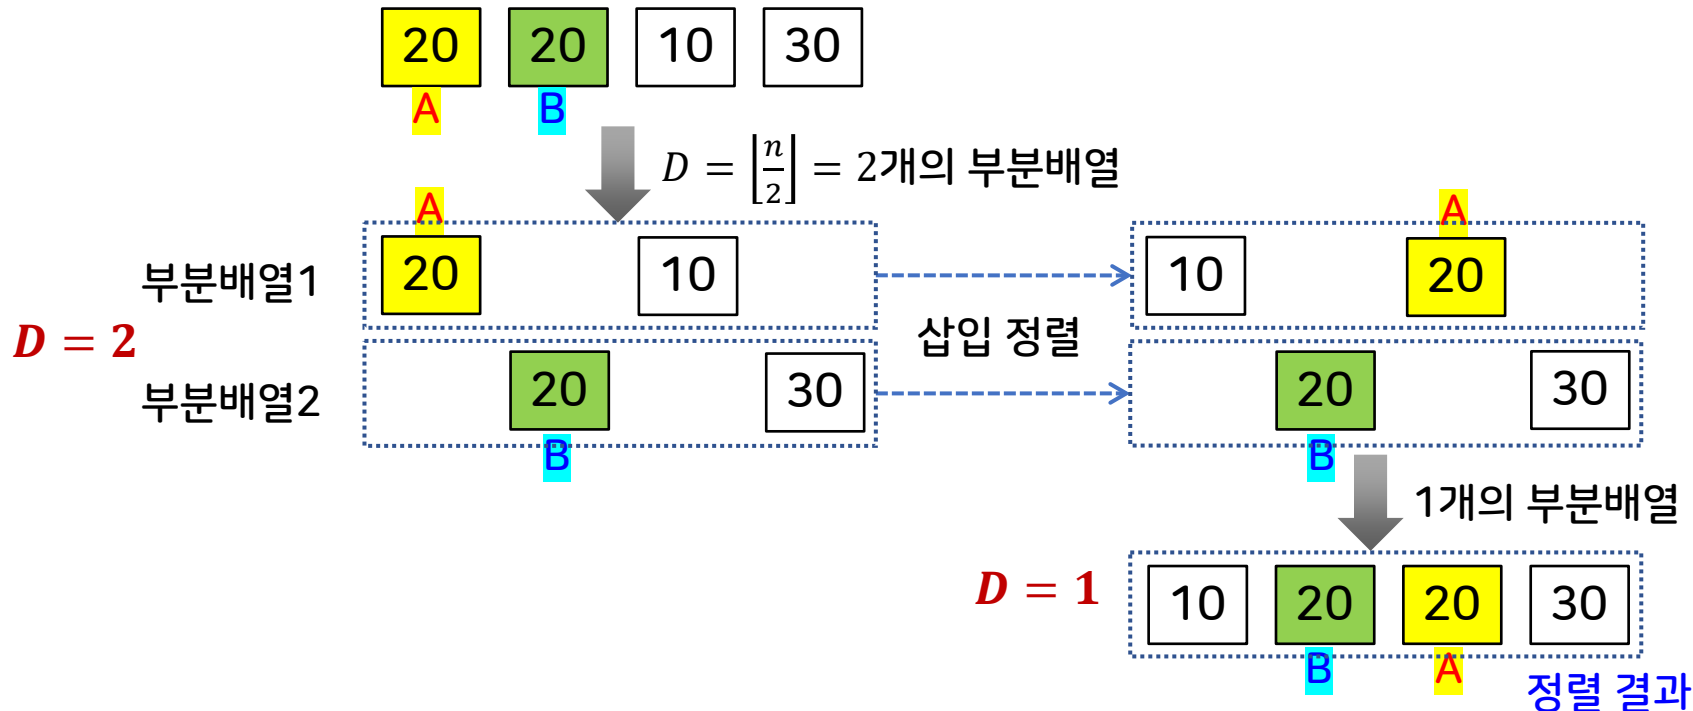 20 20 10 30
A B
D = ⌊n/2⌋ = 2개의 부분배열
A A
부분배열1 20 10 10 20
D = 2 삽입 정렬
부분배열2 20 30 20 30
B B
1개의 부분배열
D = 1 10 20 20 30
B A
정렬 결과